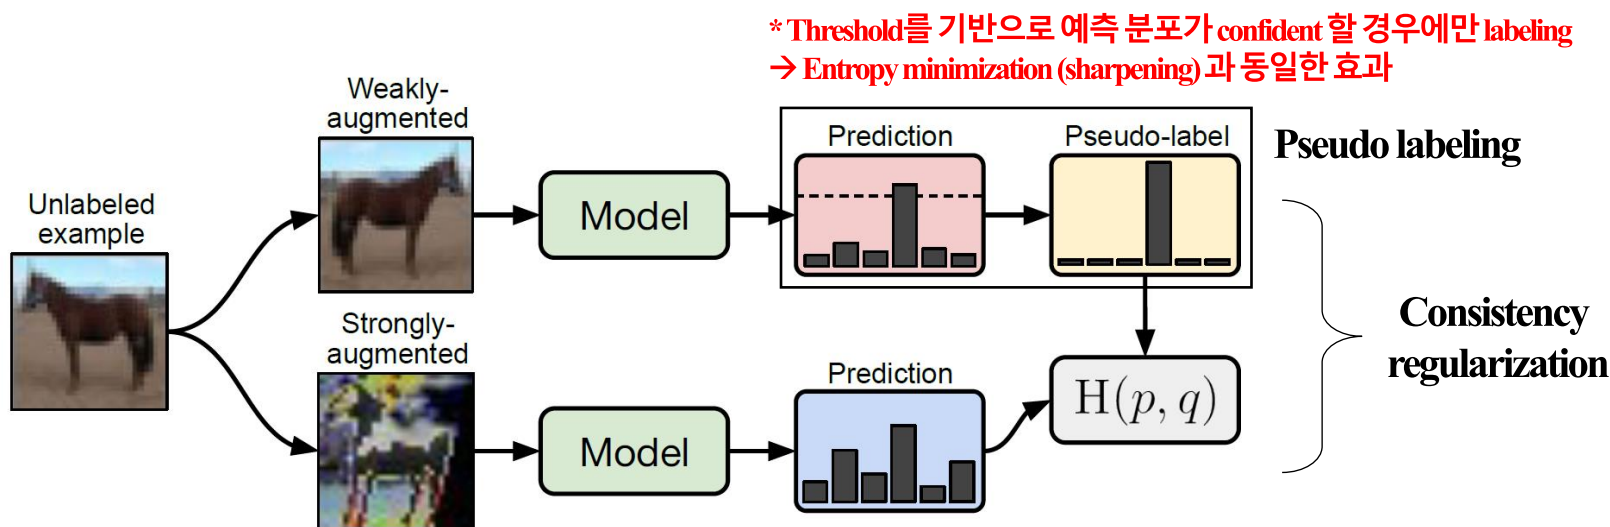 * Threshold를 기반으로 예측 분포가 confident 할 경우에만 labeling
→ Entropy minimization (sharpening) 과 동일한 효과
Weakly-
augmented
Prediction
Pseudo-label
Pseudo labeling
Unlabeled
example
Model
Strongly-
augmented
Prediction
H(p, q)
Model
Consistency
regularization